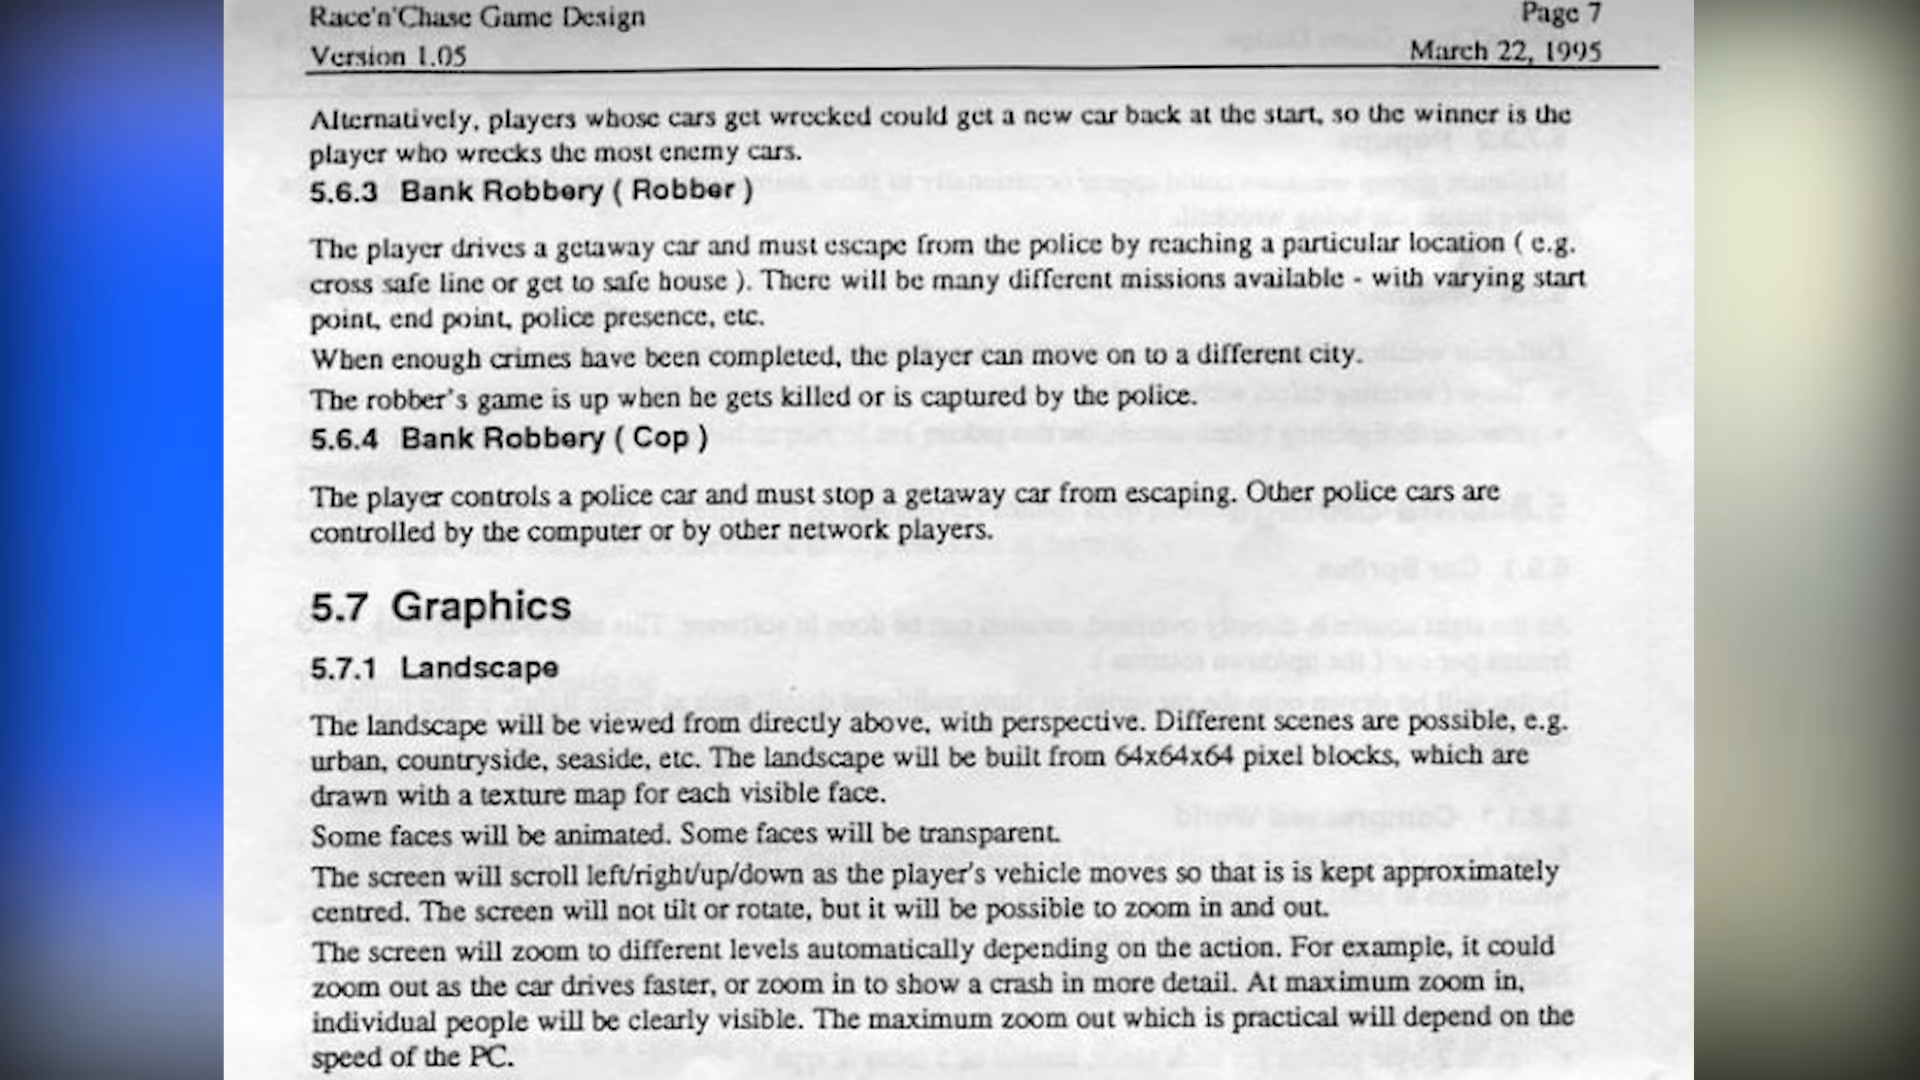 Race'n'Chase Game Design
Page 7
Version 1.05
March 22, 1995
Alternatively, players whose cars get wrecked could get a new car back at the start, so the winner is the
player who wrecks the most enemy cars.
5.6.3 Bank Robbery ( Robber )
The player drives a getaway car and must escape from the police by reaching a particular location ( e.g.
cross safe line or get to safe house ). There will be many different missions available - with varying start
point, end point, police presence, etc.
When enough crimes have been completed, the player can move on to a different city.
The robber's game is up when he gets killed or is captured by the police.
5.6.4 Bank Robbery ( Cop )
The player controls a police car and must stop a getaway car from escaping. Other police cars are
controlled by the computer or by other network players.
5.7 Graphics
5.7.1 Landscape
The landscape will be viewed from directly above, with perspective. Different scenes are possible, e.g.
urban, countryside, seaside, etc. The landscape will be built from 64x64x64 pixel blocks, which are
drawn with a texture map for each visible face.
Some faces will be animated. Some faces will be transparent.
The screen will scroll left/right/up/down as the player's vehicle moves so that is is kept approximately
centred. The screen will not tilt or rotate, but it will be possible to zoom in and out.
The screen will zoom to different levels automatically depending on the action. For example, it could
zoom out as the car drives faster, or zoom in to show a crash in more detail. At maximum zoom in,
individual people will be clearly visible. The maximum zoom out which is practical will depend on the
speed of the PC.